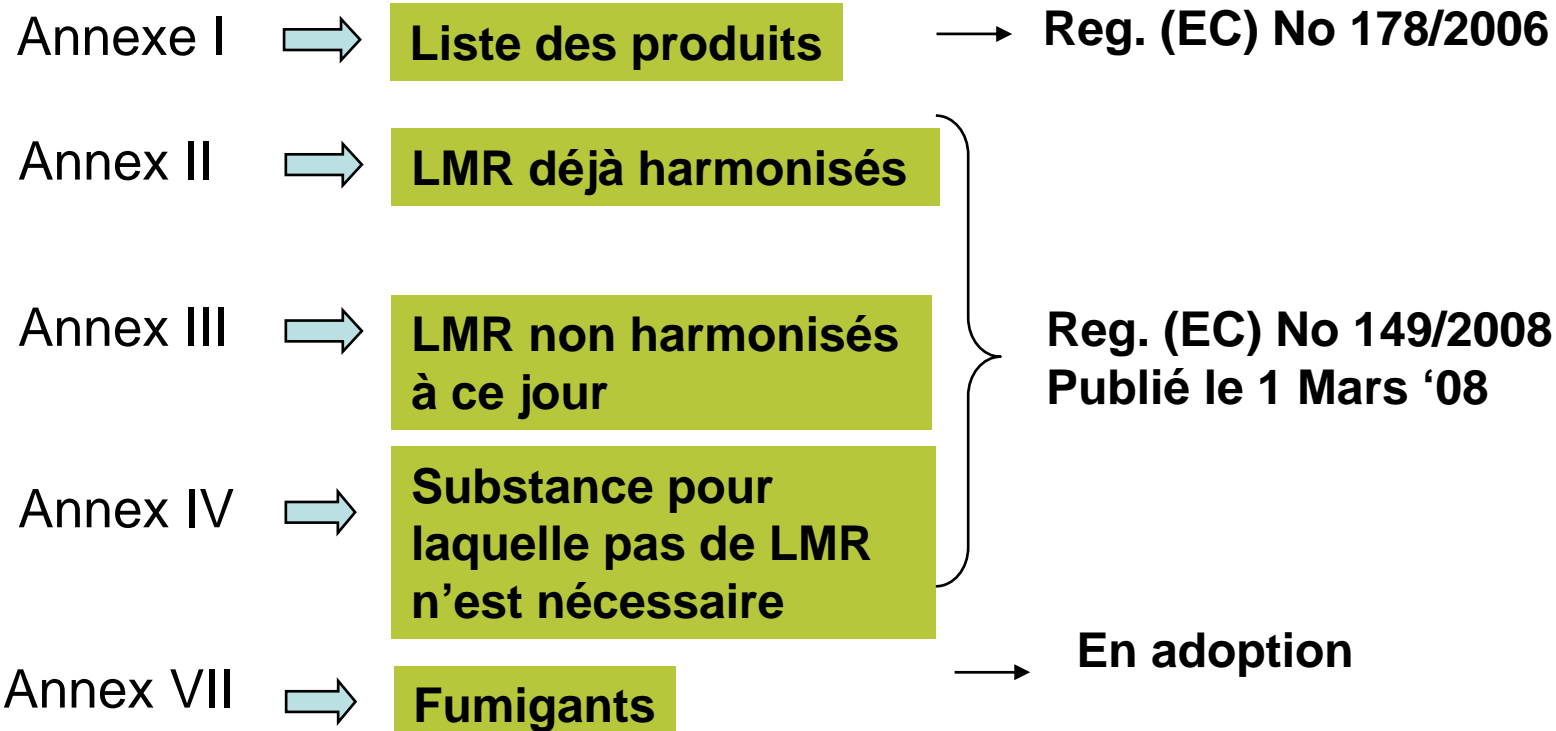 Annexe I
Liste des produits
Reg. (EC) No 178/2006
Annex II
LMR déjà harmonisés
Annex III
LMR non harmonisés
à ce jour
Reg. (EC) No 149/2008
Publié le 1 Mars ‘08
Annex IV
Substance pour
laquelle pas de LMR
n’est nécessaire
Annex VII
Fumigants
En adoption